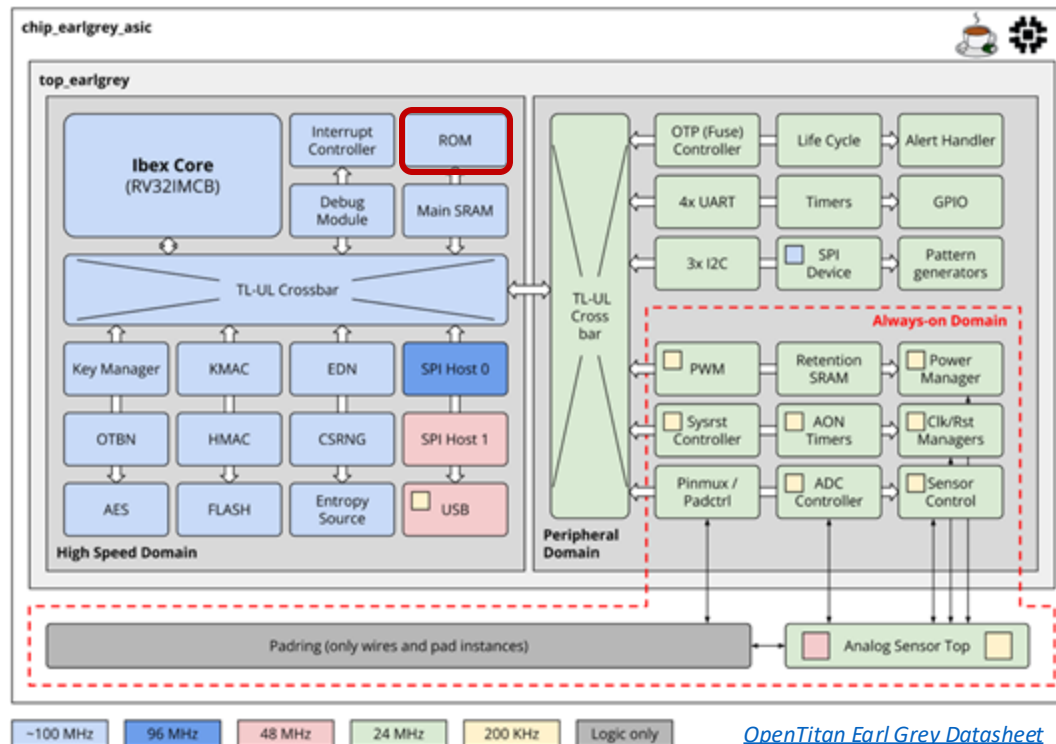 chip_earlgrey_asic
top_earlgrey
Ibex Core
(RV32IMCB)
Interrupt
Controller
ROM
Debug
Module
Main SRAM
TL-UL Crossbar
Key Manager
KMAC
EDN
SPI Host 0
OTBN
HMAC
CSRNG
SPI Host 1
AES
FLASH
Entropy
Source
USB
High Speed Domain
TL-UL
Cross
bar
OTP (Fuse)
Controller
Life Cycle
Alert Handler
4x UART
Timers
GPIO
3x I2C
SPI
Device
Pattern
generators
Always-on Domain
PWM
Retention
SRAM
Power
Manager
Sysrst
Controller
AON
Timers
Clk/Rst
Managers
Pinmux /
Padctrl
ADC
Controller
Sensor
Control
Peripheral
Domain
Padring (only wires and pad instances)
Analog Sensor Top
~100 MHz
96 MHz
48 MHz
24 MHz
200 KHz
Logic only
OpenTitan Earl Grey Datasheet